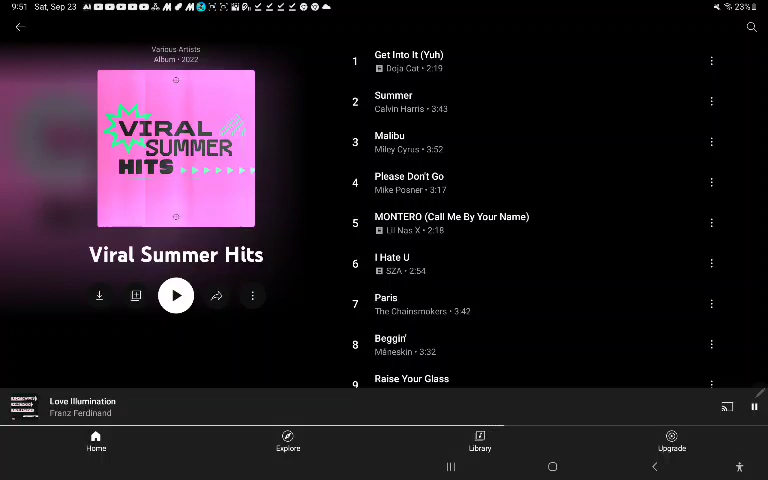 9:51 Sat, Sep 23
23%
Various Artists
Album • 2022
VIRAL
SUMMER
HITS
Viral Summer Hits
1 Get Into It (Yuh)
E Doja Cat • 2:19
2 Summer
Calvin Harris • 3:43
3 Malibu
Miley Cyrus • 3:52
4 Please Don't Go
Mike Posner • 3:17
5 MONTERO (Call Me By Your Name)
E Lil Nas X • 2:18
6 I Hate U
E SZA • 2:54
7 Paris
The Chainsmokers • 3:42
8 Beggin'
Måneskin • 3:32
9 Raise Your Glass
Love Illumination
Franz Ferdinand
Home
Explore
Library
Upgrade